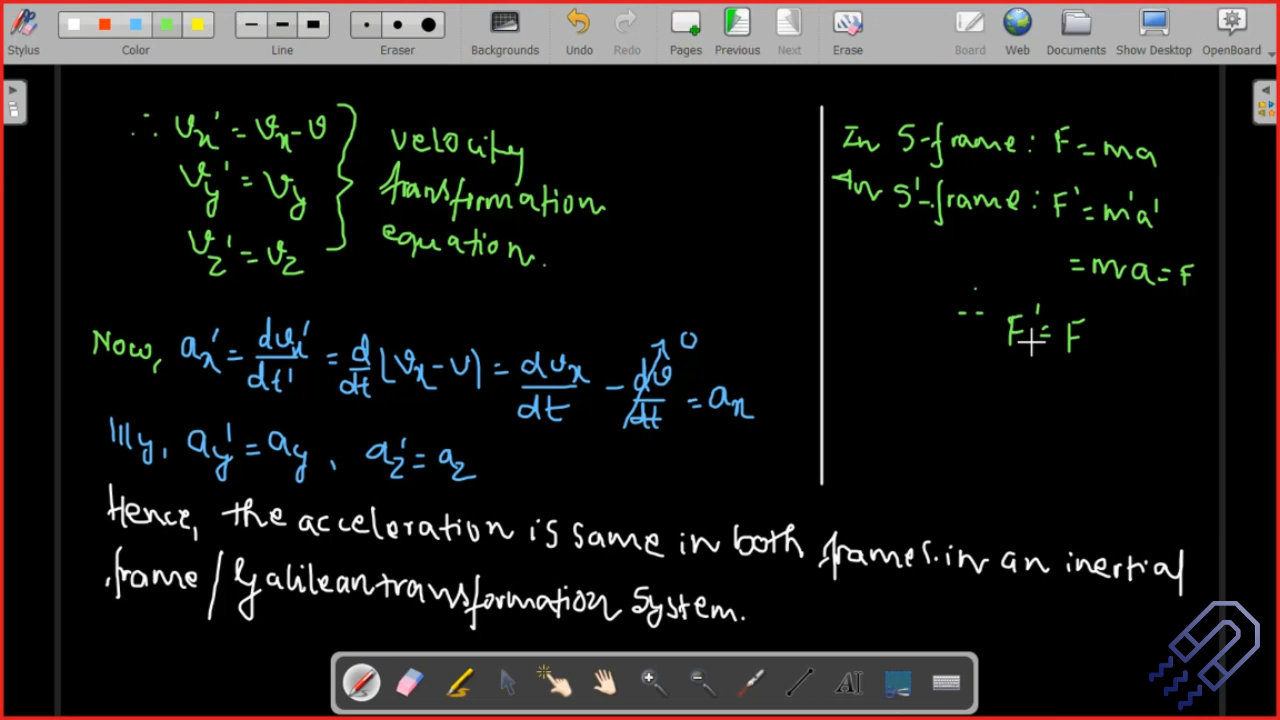 Stylus
Color
Line
Eraser
Backgrounds
Undo
Redo
Pages
Previous
Next
Erase
Board
Web
Documents
Show Desktop
OpenBoard
∴ vx' = vx - v
vy' = vy
vz' = vz
velocity
transformation
equation.
Now, ax' = dvx'/dt' = d/dt (vx - v) = dvx/dt - dv/dt = ax
0
lllly, ay' = ay, az' = az
Hence, the acceleration is same in both frames. in an inertial
frame / Galilean transformation system.
In S-frame: F = ma
In S'-frame: F' = m'a'
= ma = F
∴ F' = F
AI